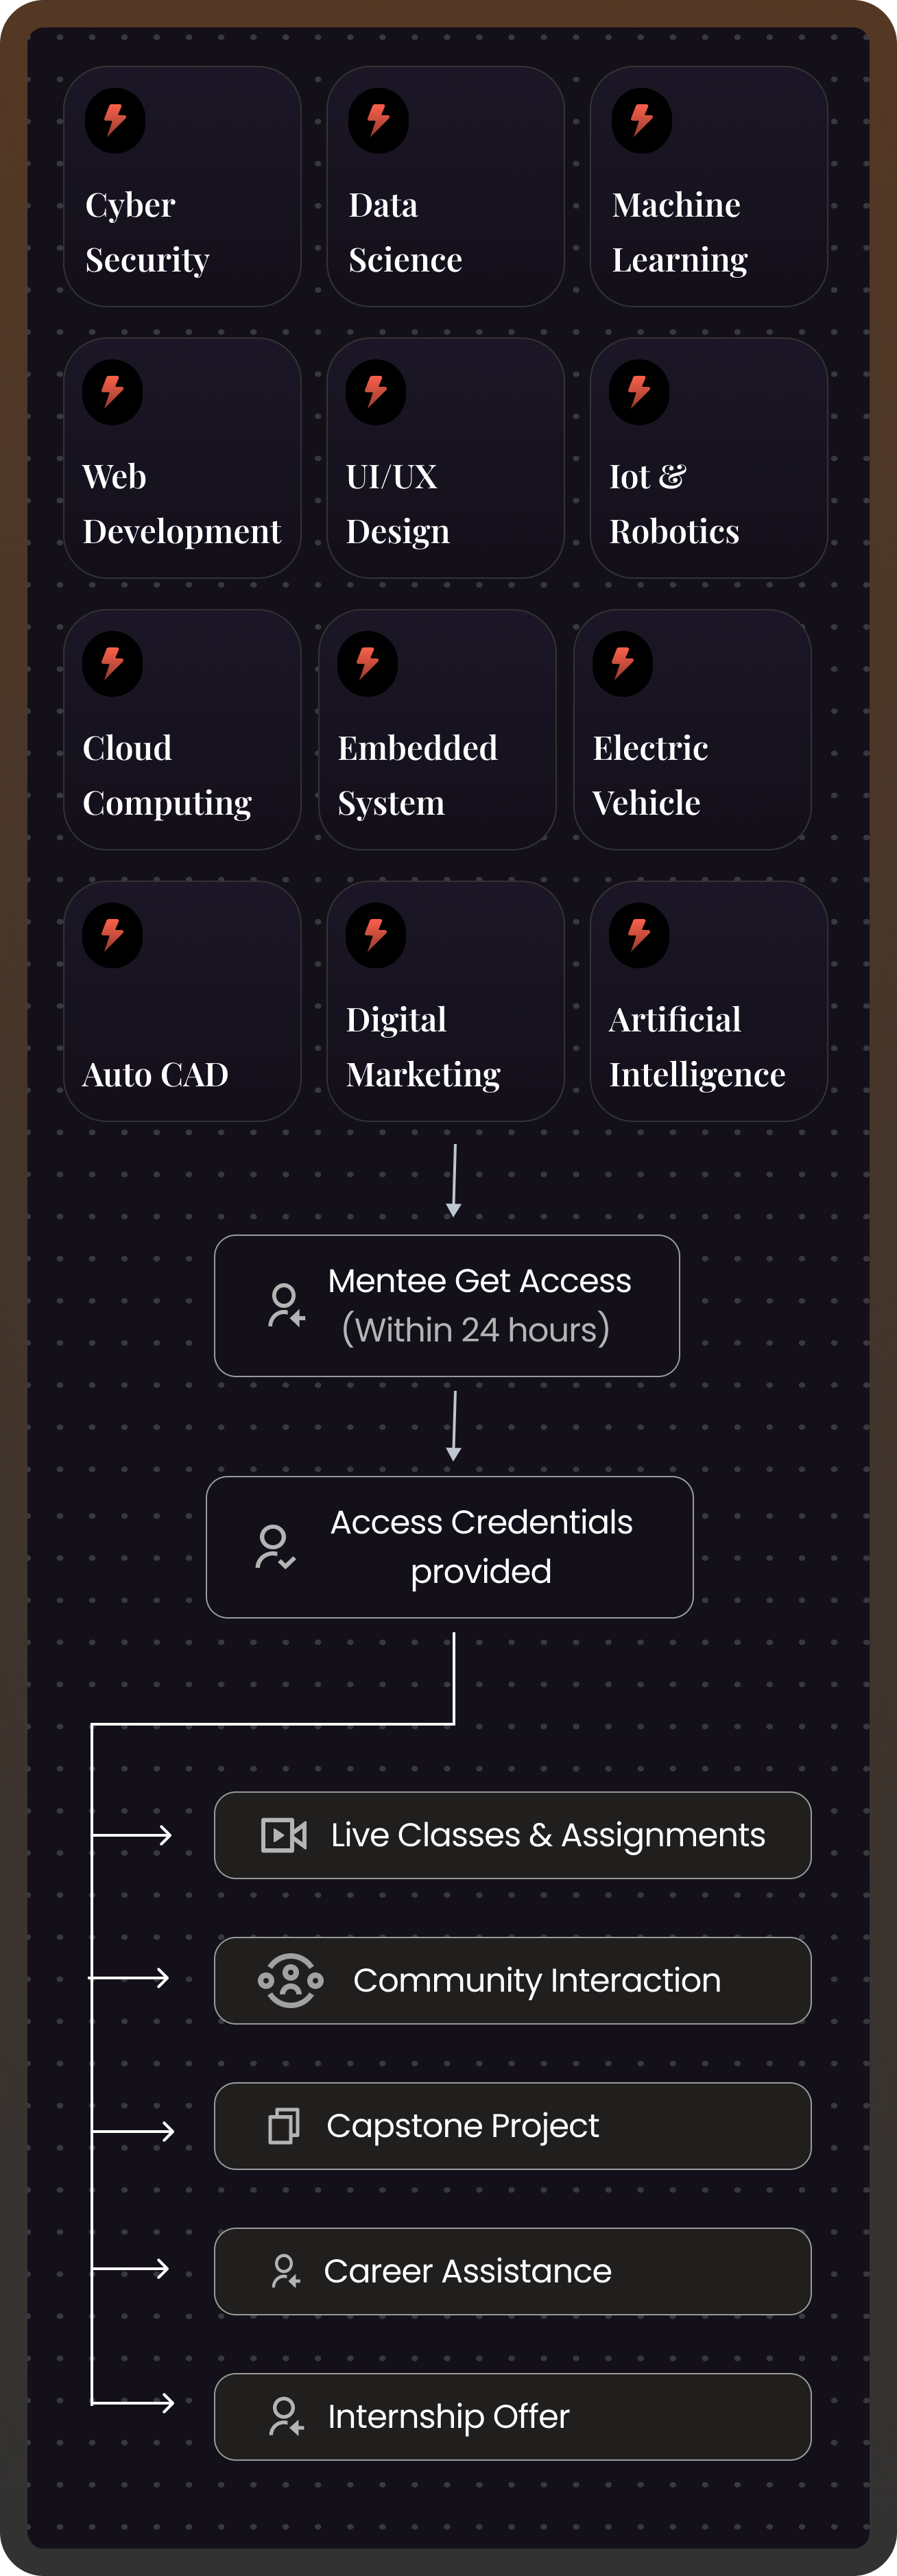 Cyber
Security
Data
Science
Machine
Learning
Web
Development
UI/UX
Design
Iot &
Robotics
Cloud
Computing
Embedded
System
Electric
Vehicle
Auto CAD
Digital
Marketing
Artificial
Intelligence
Mentee Get Access
(Within 24 hours)
Access Credentials
provided
Live Classes & Assignments
Community Interaction
Capstone Project
Career Assistance
Internship Offer